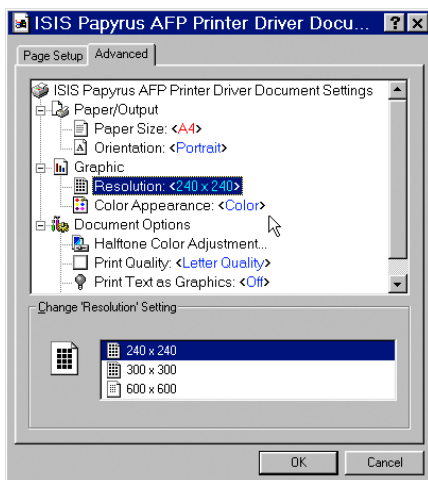 ISIS Papyrus AFP Printer Driver Docu... ? ×
Page Setup Advanced
ISIS Papyrus AFP Printer Driver Document Settings
Paper/Output
Paper Size: <A4>
Orientation: <Portrait>
Graphic
Resolution: <240 x 240>
Color Appearance: <Color>
Document Options
Halftone Color Adjustment...
Print Quality: <Letter Quality>
Print Text as Graphics: <Off>
Change 'Resolution' Setting
240 x 240
300 x 300
600 x 600
OK Cancel